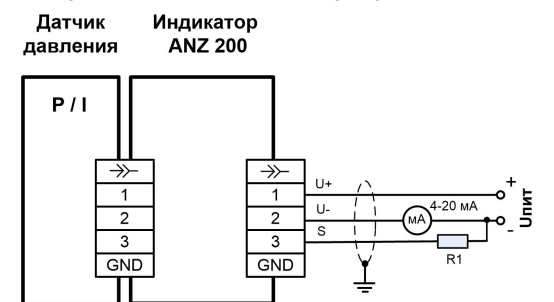 Датчик
давления
Индикатор
ANZ 200
P / I
1
2
3
GND
1
2
3
GND
U+
U-
S
мА
4-20 мА
R1
+
-
Uпит